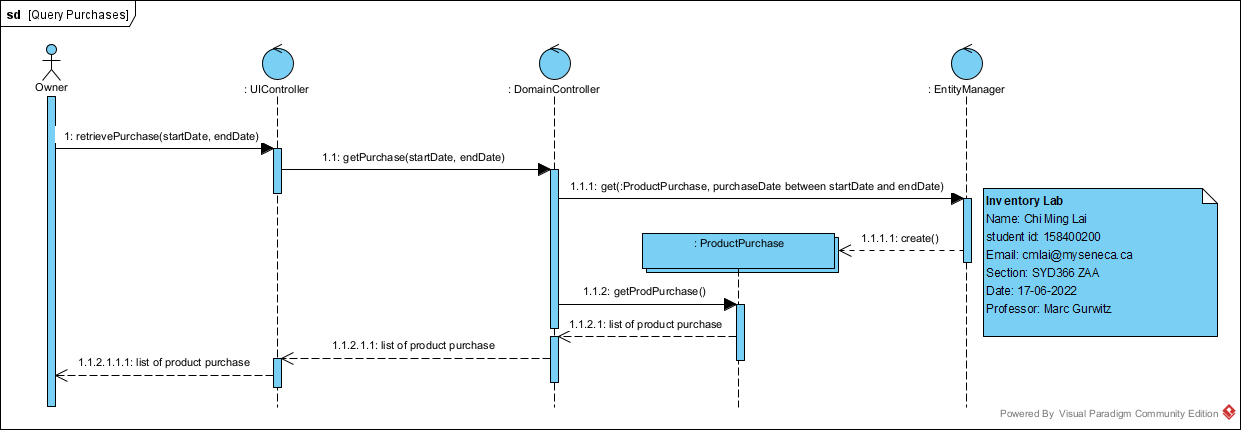 sd [Query Purchases]
Owner
: UIController
: DomainController
: EntityManager
1: retrievePurchase(startDate, endDate)
1.1: getPurchase(startDate, endDate)
1.1.1: get(:ProductPurchase, purchaseDate between startDate and endDate)
Inventory Lab
Name: Chi Ming Lai
student id: 158400200
Email: cmlai@myseneca.ca
Section: SYD366 ZAA
Date: 17-06-2022
Professor: Marc Gurwitz
: ProductPurchase
1.1.1.1: create()
1.1.2: getProdPurchase()
1.1.2.1: list of product purchase
1.1.2.1.1: list of product purchase
1.1.2.1.1.1: list of product purchase
Powered By Visual Paradigm Community Edition